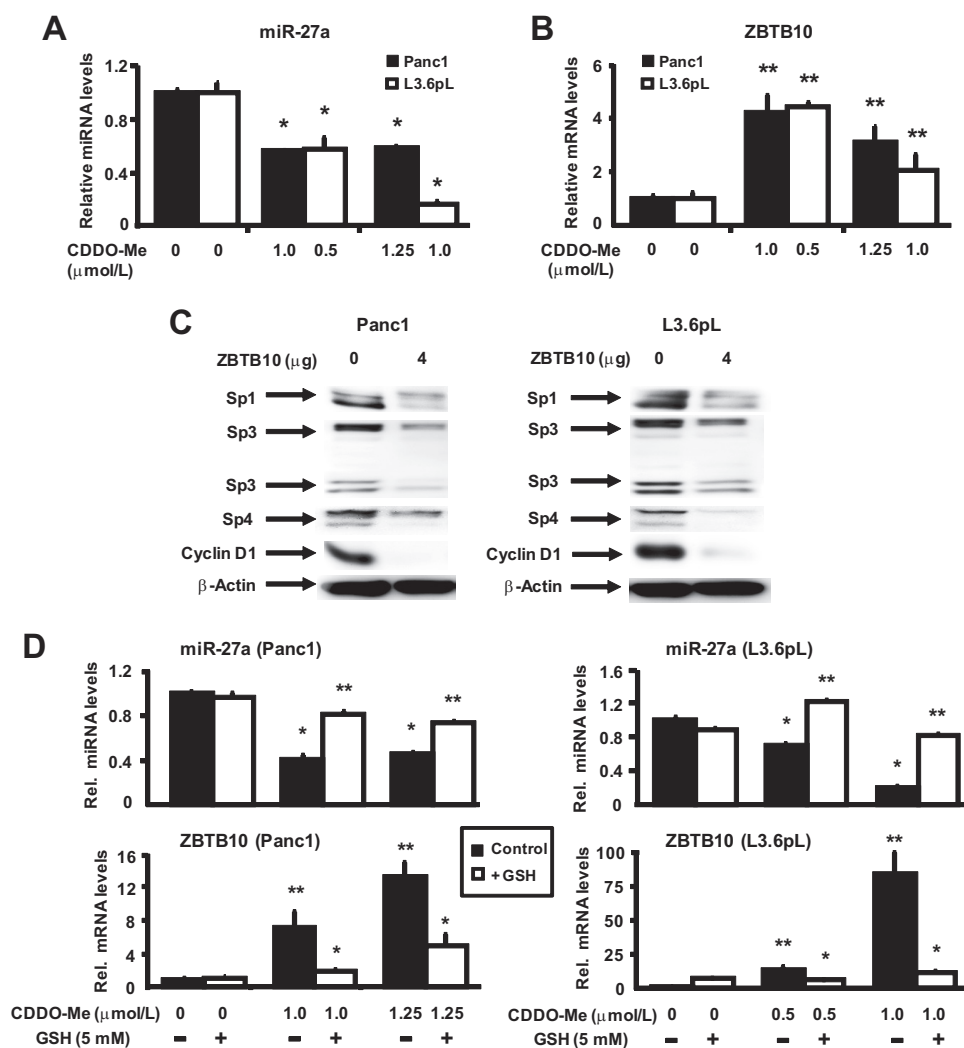 A
miR-27a
Relative miRNA levels
1.2
0.8
0.4
0
Panc1
L3.6pL
* * * *
CDDO-Me 0 0 1.0 0.5 1.25 1.0
(μmol/L)
B
ZBTB10
Relative mRNA levels
6
4
2
0
Panc1
L3.6pL
** ** ** **
CDDO-Me 0 0 1.0 0.5 1.25 1.0
(μmol/L)
C
Panc1
ZBTB10 (μg) 0 4
Sp1
Sp3
Sp3
Sp4
Cyclin D1
β-Actin
L3.6pL
ZBTB10 (μg) 0 4
Sp1
Sp3
Sp3
Sp4
Cyclin D1
β-Actin
D
miR-27a (Panc1)
Rel. miRNA levels
1.2
0.8
0.4
0
* ** * **
miR-27a (L3.6pL)
Rel. miRNA levels
1.6
1.2
0.8
0.4
0
* ** * **
ZBTB10 (Panc1)
Rel. mRNA levels
16
12
8
4
0
** * ** *
Control
+ GSH
ZBTB10 (L3.6pL)
Rel. mRNA levels
100
75
50
25
0
** * ** *
CDDO-Me (μmol/L) 0 0 1.0 1.0 1.25 1.25
GSH (5 mM) - + - + - +
CDDO-Me (μmol/L) 0 0 0.5 0.5 1.0 1.0
GSH (5 mM) - + - + - +